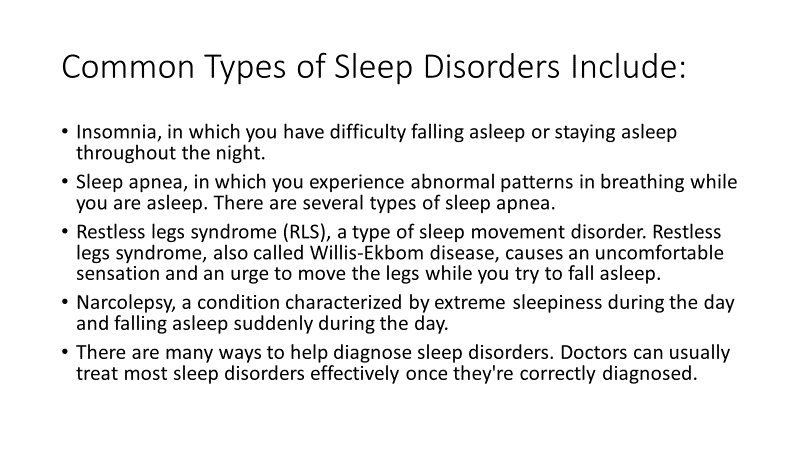 Common Types of Sleep Disorders Include:
• Insomnia, in which you have difficulty falling asleep or staying asleep
throughout the night.
• Sleep apnea, in which you experience abnormal patterns in breathing while
you are asleep. There are several types of sleep apnea.
• Restless legs syndrome (RLS), a type of sleep movement disorder. Restless
legs syndrome, also called Willis-Ekbom disease, causes an uncomfortable
sensation and an urge to move the legs while you try to fall asleep.
• Narcolepsy, a condition characterized by extreme sleepiness during the day
and falling asleep suddenly during the day.
• There are many ways to help diagnose sleep disorders. Doctors can usually
treat most sleep disorders effectively once they're correctly diagnosed.